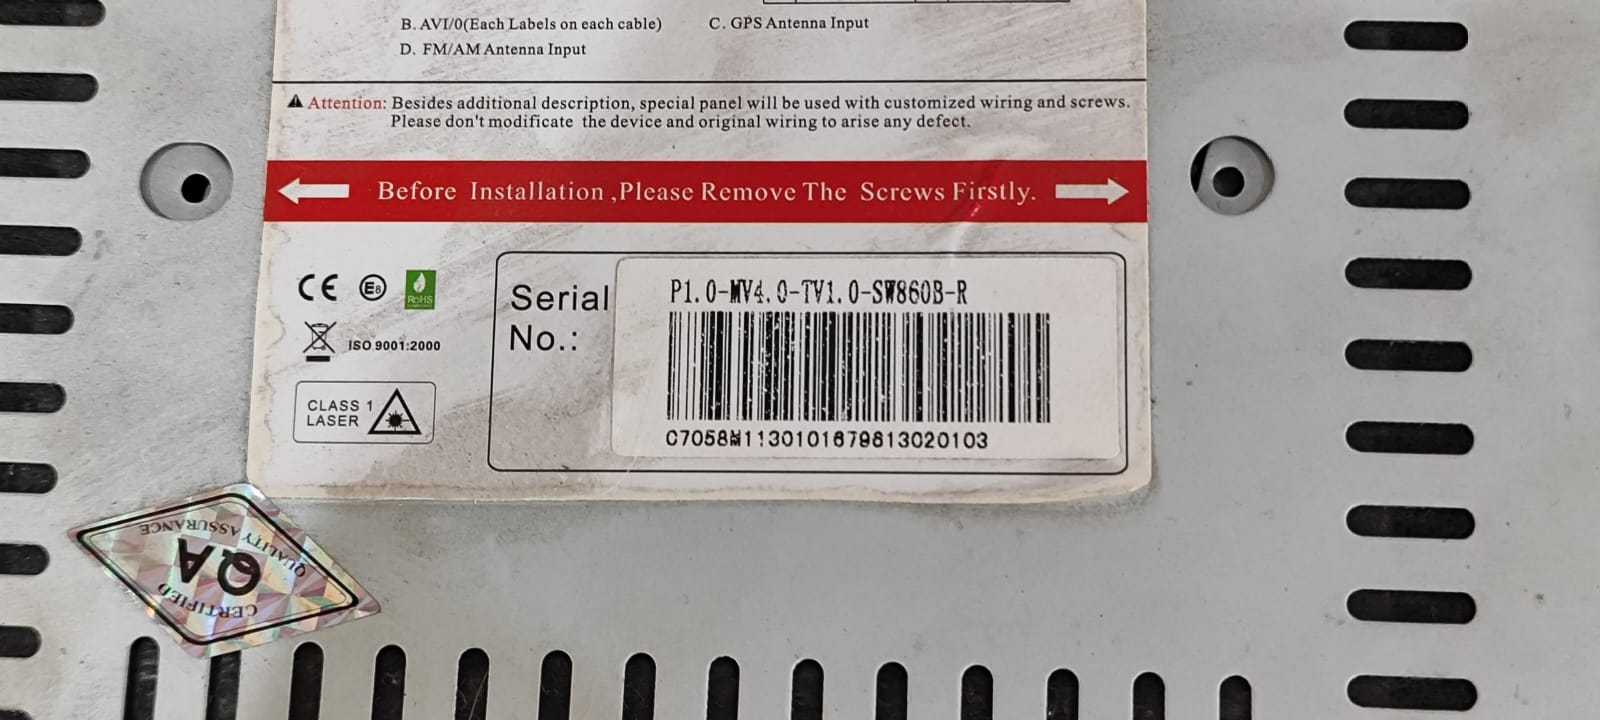 B. AVI/0(Each Labels on each cable) C. GPS Antenna Input
D. FM/AM Antenna Input
Attention: Besides additional description, special panel will be used with customized wiring and screws.
Please don't modificate the device and original wiring to arise any defect.
Before Installation ,Please Remove The Screws Firstly.
CE E8 RoHS
ISO 9001:2000
CLASS 1
LASER
Serial
No.:
P1.0-MV4.0-TV1.0-SW860B-R
C7058M1130101679813020103
CERTIFIED
QA
QUALITY ASSURANCE